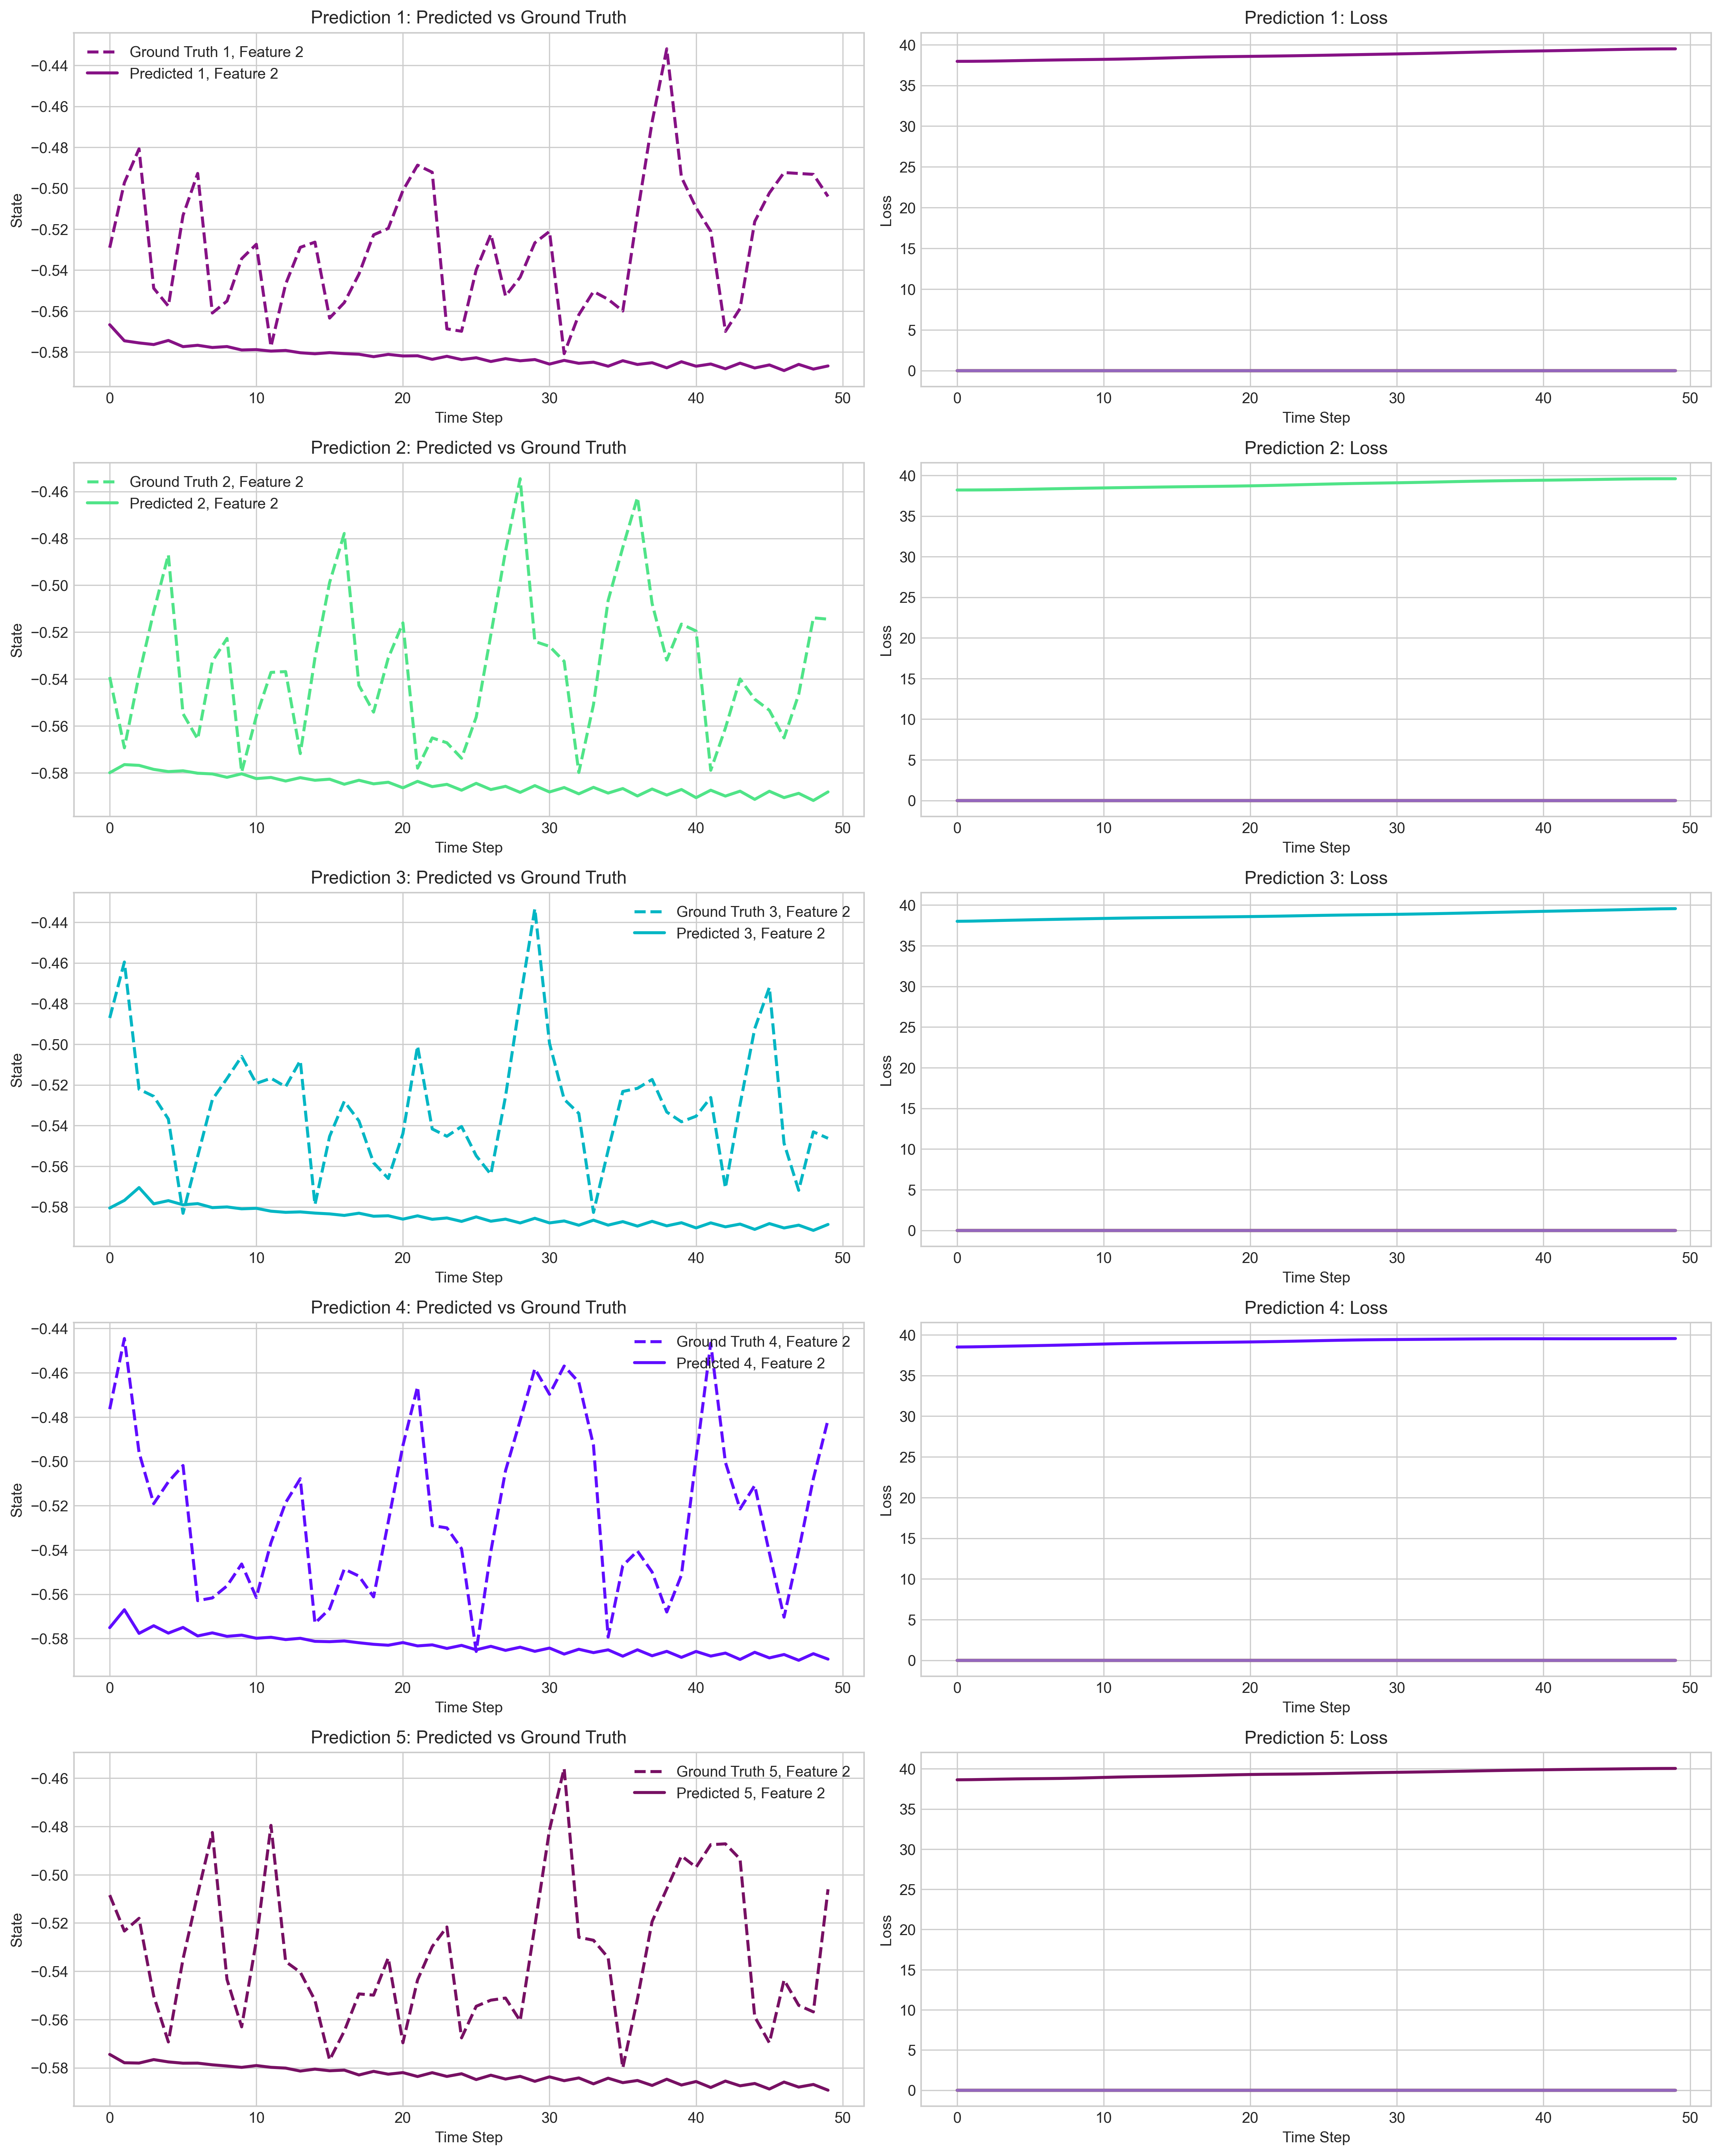 Prediction 1: Predicted vs Ground Truth
Ground Truth 1, Feature 2
Predicted 1, Feature 2
−0.44
−0.46
−0.48
−0.50
−0.52
−0.54
−0.56
−0.58
State
0 10 20 30 40 50
Time Step
Prediction 1: Loss
40
35
30
25
20
15
10
5
0
Loss
0 10 20 30 40 50
Time Step
Prediction 2: Predicted vs Ground Truth
Ground Truth 2, Feature 2
Predicted 2, Feature 2
−0.46
−0.48
−0.50
−0.52
−0.54
−0.56
−0.58
State
0 10 20 30 40 50
Time Step
Prediction 2: Loss
40
35
30
25
20
15
10
5
0
Loss
0 10 20 30 40 50
Time Step
Prediction 3: Predicted vs Ground Truth
Ground Truth 3, Feature 2
Predicted 3, Feature 2
−0.44
−0.46
−0.48
−0.50
−0.52
−0.54
−0.56
−0.58
State
0 10 20 30 40 50
Time Step
Prediction 3: Loss
40
35
30
25
20
15
10
5
0
Loss
0 10 20 30 40 50
Time Step
Prediction 4: Predicted vs Ground Truth
Ground Truth 4, Feature 2
Predicted 4, Feature 2
−0.44
−0.46
−0.48
−0.50
−0.52
−0.54
−0.56
−0.58
State
0 10 20 30 40 50
Time Step
Prediction 4: Loss
40
35
30
25
20
15
10
5
0
Loss
0 10 20 30 40 50
Time Step
Prediction 5: Predicted vs Ground Truth
Ground Truth 5, Feature 2
Predicted 5, Feature 2
−0.46
−0.48
−0.50
−0.52
−0.54
−0.56
−0.58
State
0 10 20 30 40 50
Time Step
Prediction 5: Loss
40
35
30
25
20
15
10
5
0
Loss
0 10 20 30 40 50
Time Step